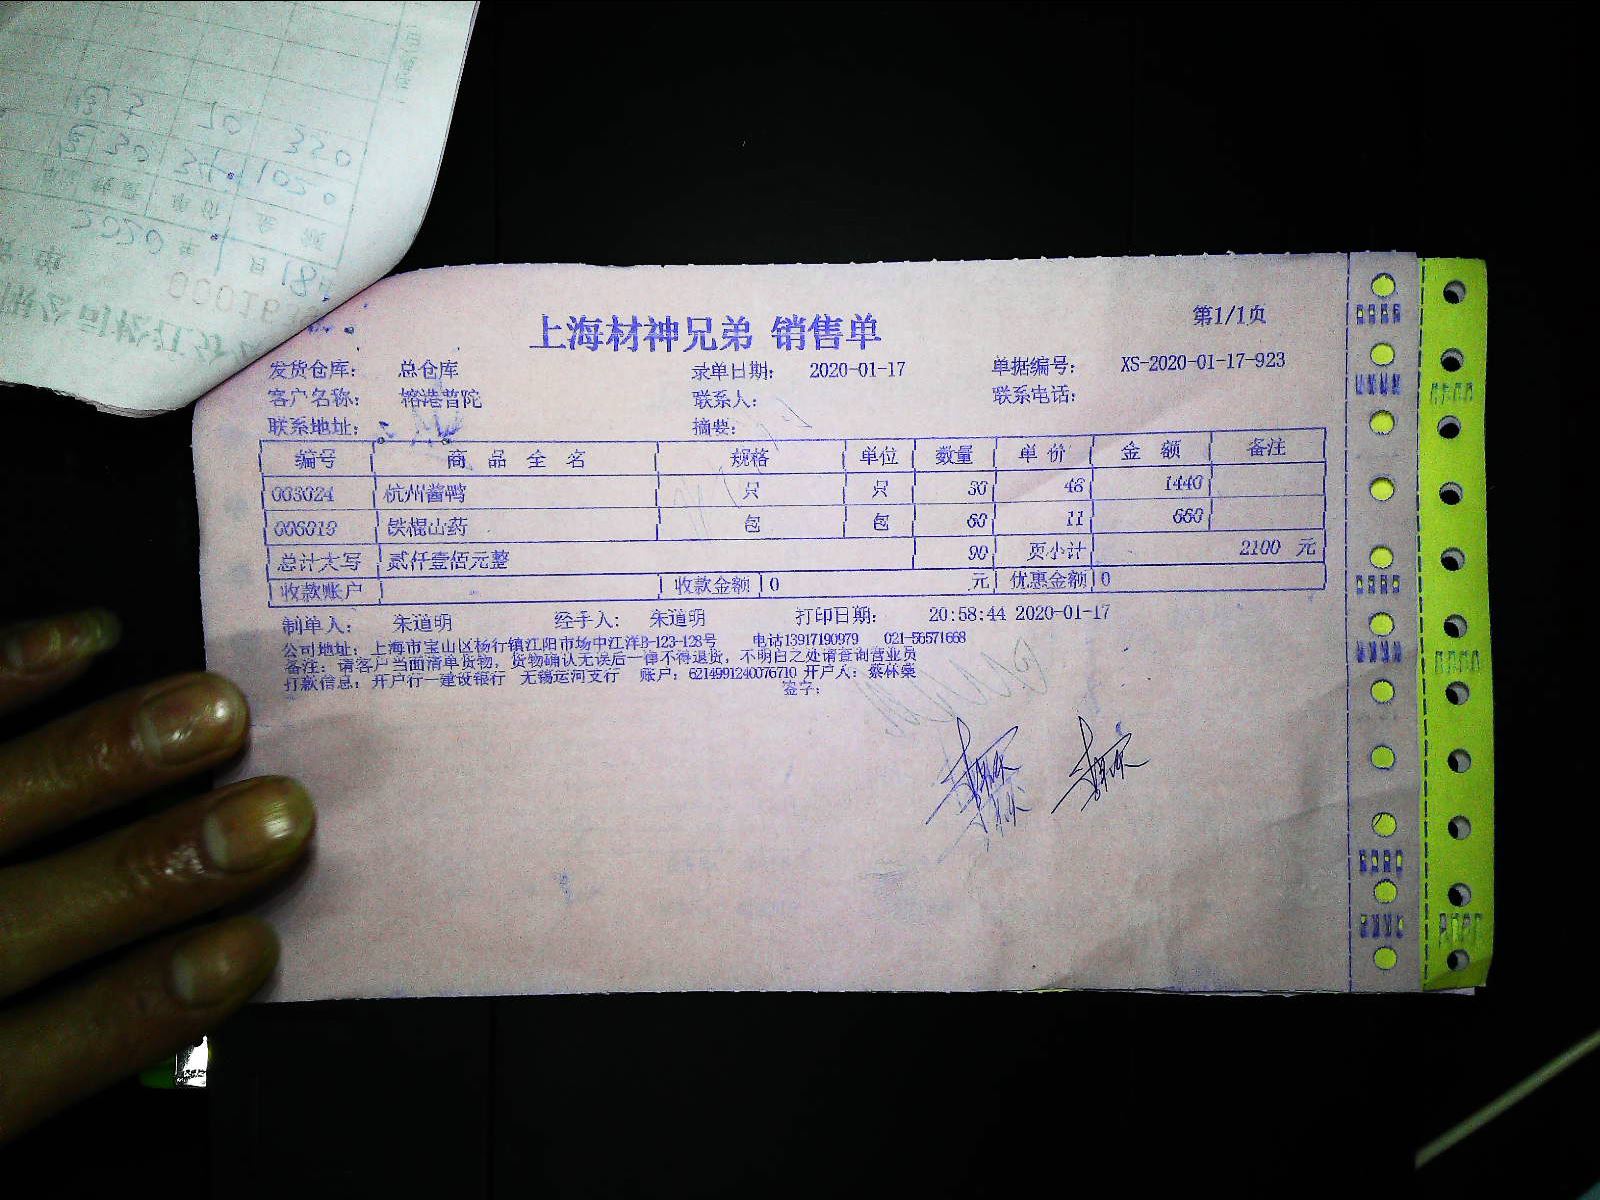 上海材神兄弟 销售单
第1/1页
发货仓库: 总仓库 录单日期: 2020-01-17 单据编号: XS-2020-01-17-923
客户名称: 榕港普陀 联系人: 联系电话:
联系地址: 摘要:
编号 商品全名 规格 单位 数量 单价 金额 备注
003024 杭州酱鸭 只 只 30 48 1440
006019 铁棍山药 包 包 60 11 660
总计大写 贰仟壹佰元整 90 页小计 2100 元
收款账户 收款金额 0 元 优惠金额 0
制单人: 朱道明 经手人: 朱道明 打印日期: 20:58:44 2020-01-17
公司地址: 上海市宝山区杨行镇江阳市场中江洋B-123-128号 电话13917190979 021-56571668
备注: 请客户当面清单货物, 货物确认无误后一律不得退货, 不明白之处请查询营业员
打款信息: 开户行一建设银行 无锡运河支行 账户: 6214991240076710 开户人: 蔡林荣
签字: